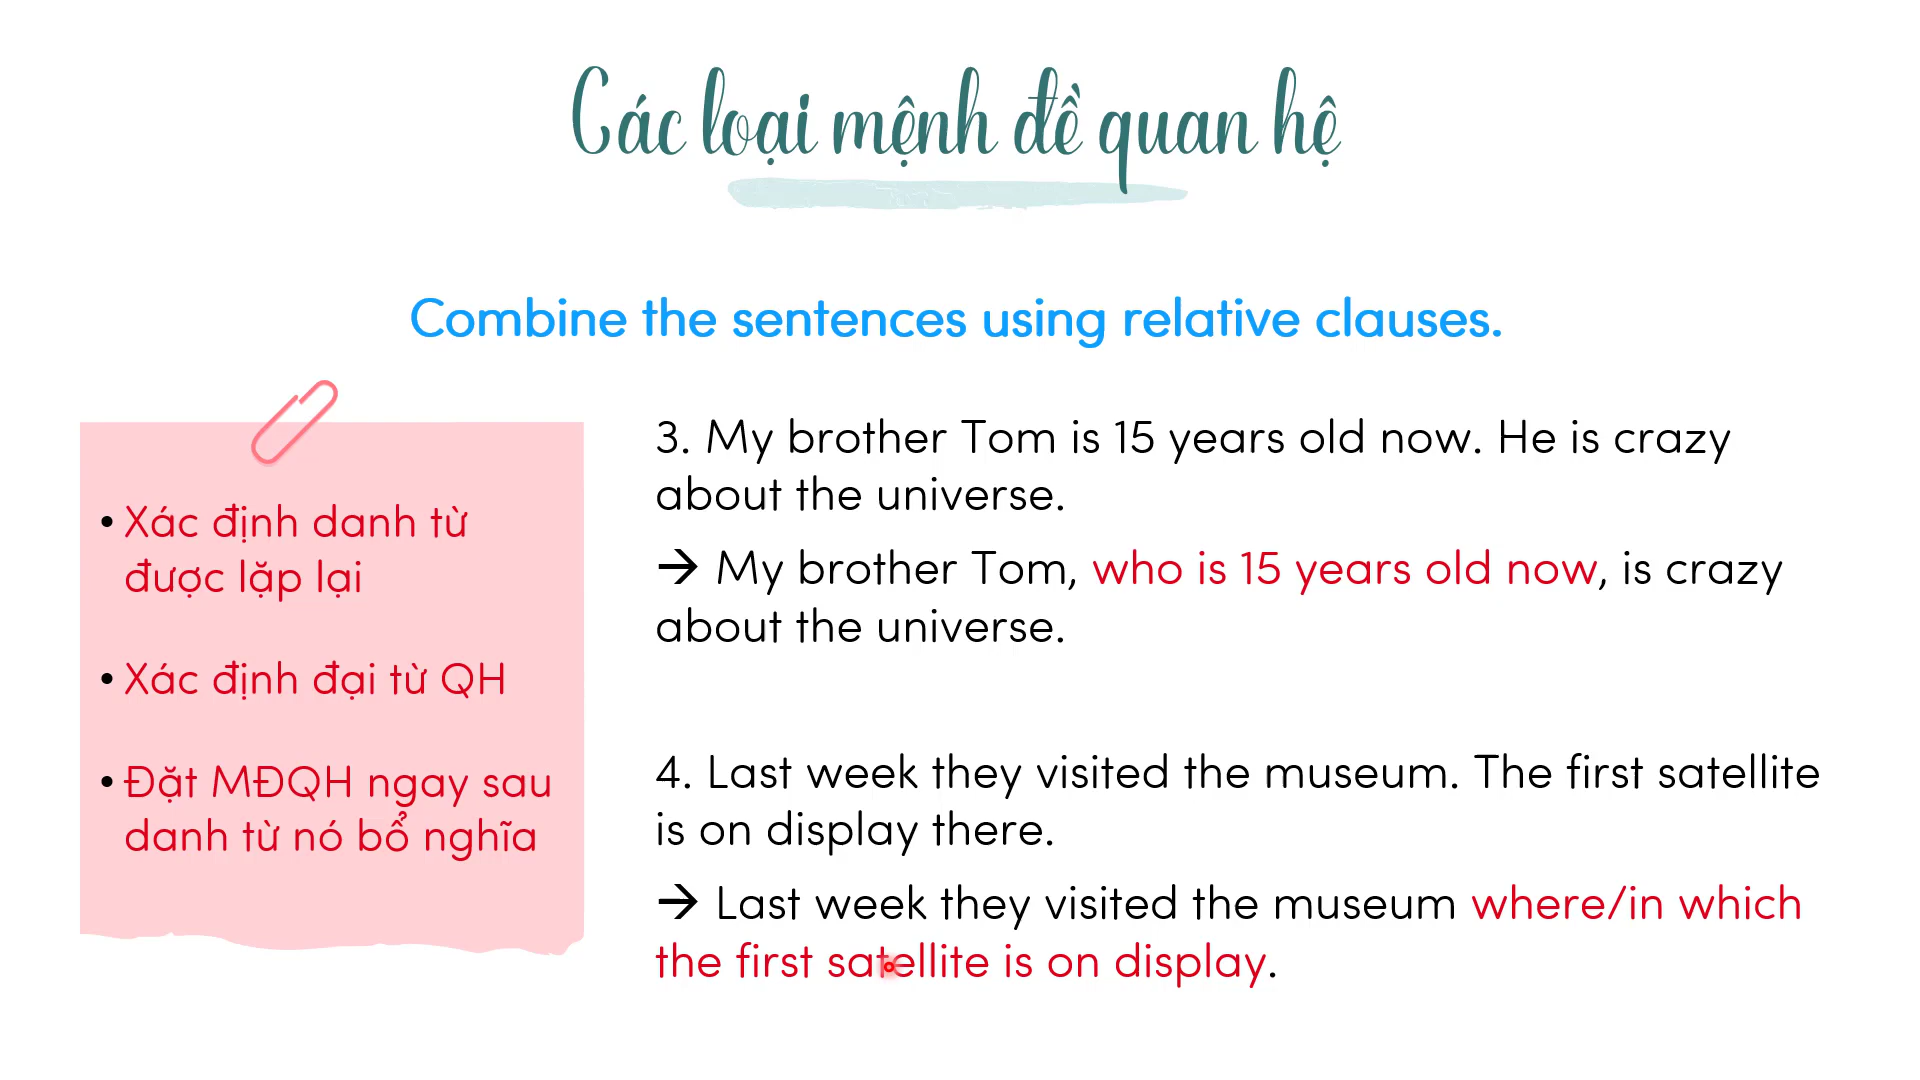 Các loại mệnh đề quan hệ
Combine the sentences using relative clauses.
• Xác định danh từ
được lặp lại
• Xác định đại từ QH
• Đặt MĐQH ngay sau
danh từ nó bổ nghĩa
3. My brother Tom is 15 years old now. He is crazy
about the universe.
→ My brother Tom, who is 15 years old now, is crazy
about the universe.
4. Last week they visited the museum. The first satellite
is on display there.
→ Last week they visited the museum where/in which
the first satellite is on display.